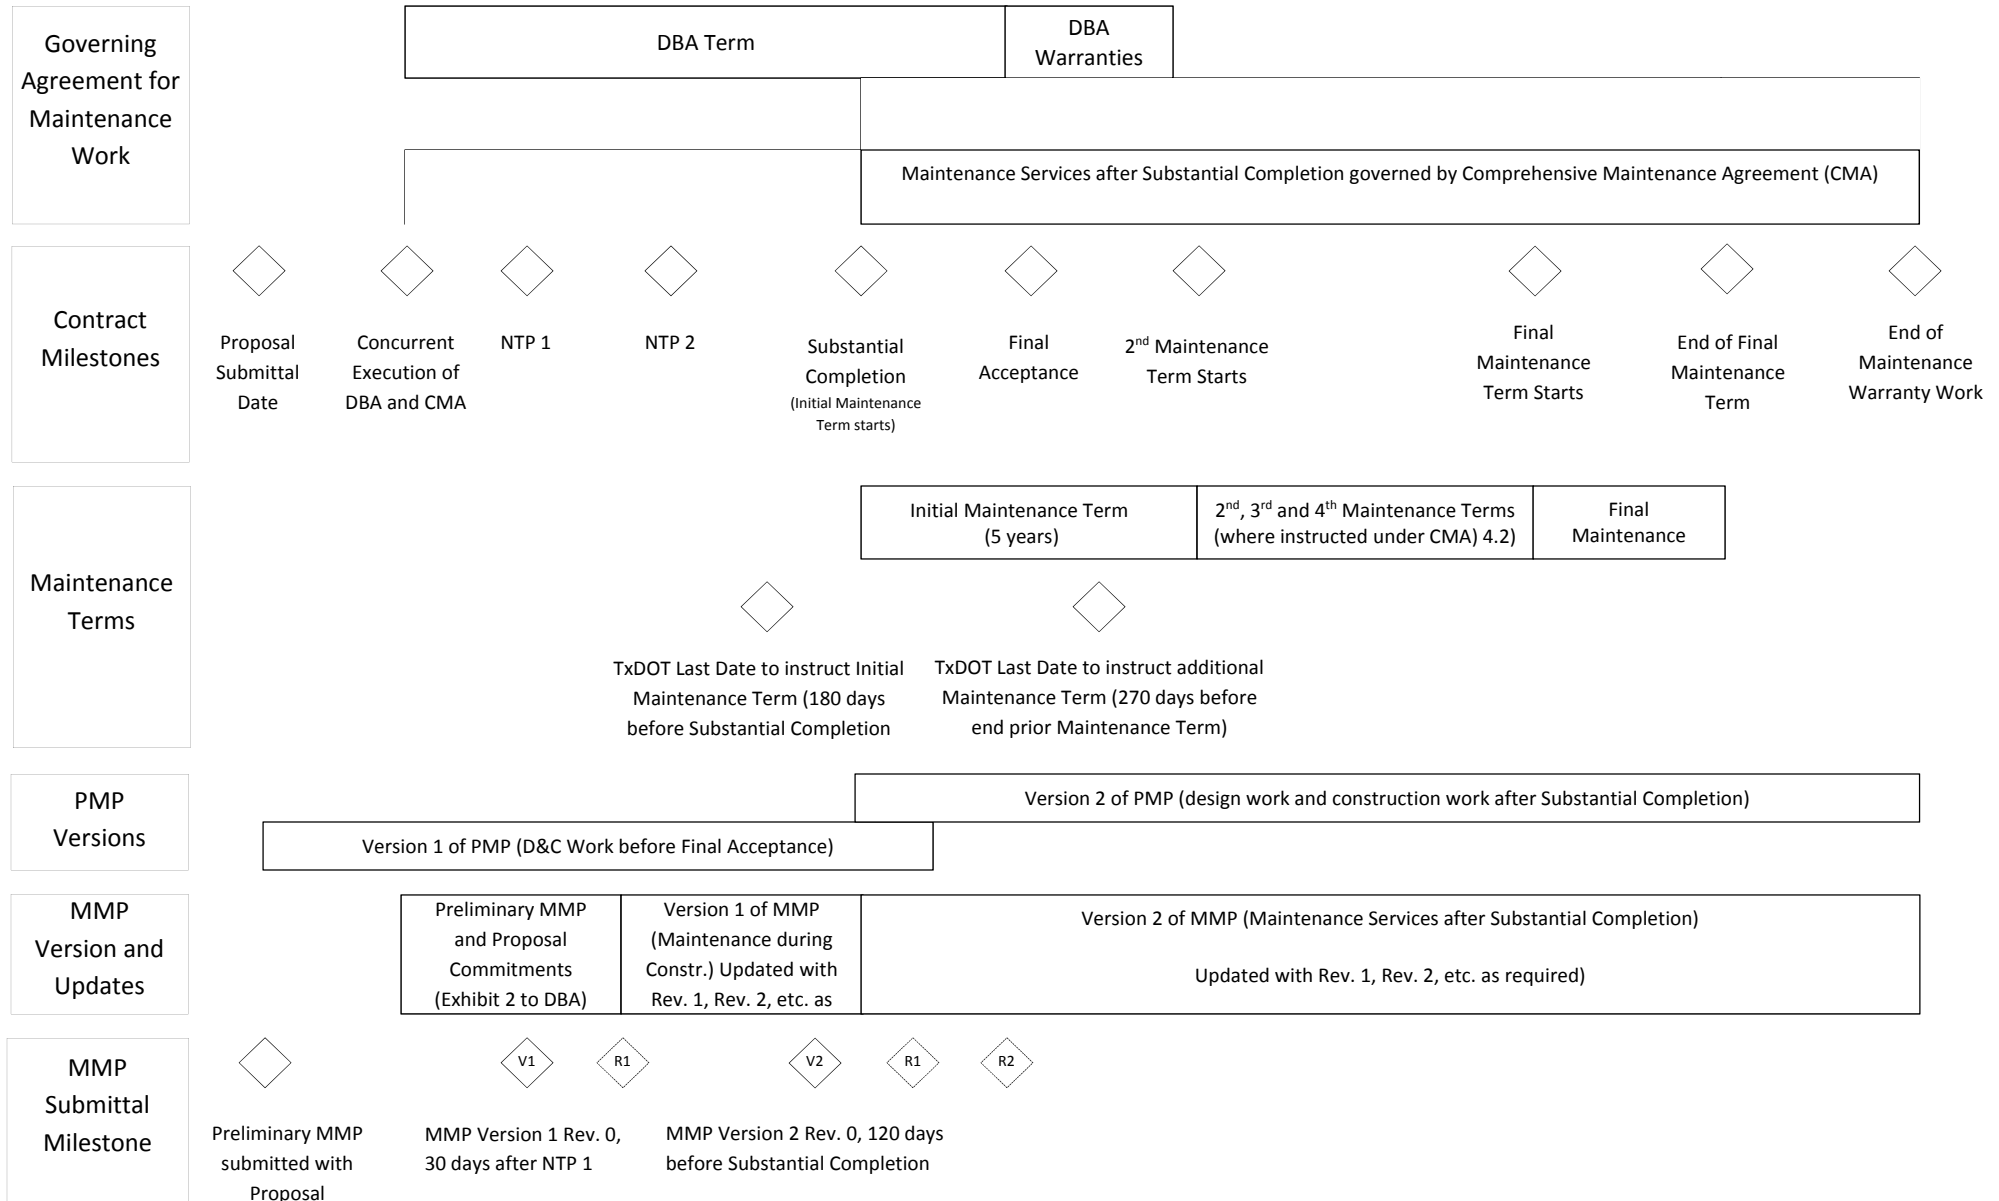 Governing
Agreement for
Maintenance
Work
DBA Term
DBA
Warranties
Maintenance Services after Substantial Completion governed by Comprehensive Maintenance Agreement (CMA)
Contract
Milestones
Proposal
Submittal
Date
Concurrent
Execution of
DBA and CMA
NTP 1
NTP 2
Substantial
Completion
(Initial Maintenance
Term starts)
Final
Acceptance
2nd Maintenance
Term Starts
Final
Maintenance
Term Starts
End of Final
Maintenance
Term
End of
Maintenance
Warranty Work
Maintenance
Terms
Initial Maintenance Term
(5 years)
2nd, 3rd and 4th Maintenance Terms
(where instructed under CMA) 4.2)
Final
Maintenance
TxDOT Last Date to instruct Initial
Maintenance Term (180 days
before Substantial Completion
TxDOT Last Date to instruct additional
Maintenance Term (270 days before
end prior Maintenance Term)
PMP
Versions
Version 2 of PMP (design work and construction work after Substantial Completion)
Version 1 of PMP (D&C Work before Final Acceptance)
MMP
Version and
Updates
Preliminary MMP
and Proposal
Commitments
(Exhibit 2 to DBA)
Version 1 of MMP
(Maintenance during
Constr.) Updated with
Rev. 1, Rev. 2, etc. as
Version 2 of MMP (Maintenance Services after Substantial Completion)
Updated with Rev. 1, Rev. 2, etc. as required)
MMP
Submittal
Milestone
V1
R1
V2
R1
R2
Preliminary MMP
submitted with
Proposal
MMP Version 1 Rev. 0,
30 days after NTP 1
MMP Version 2 Rev. 0, 120 days
before Substantial Completion